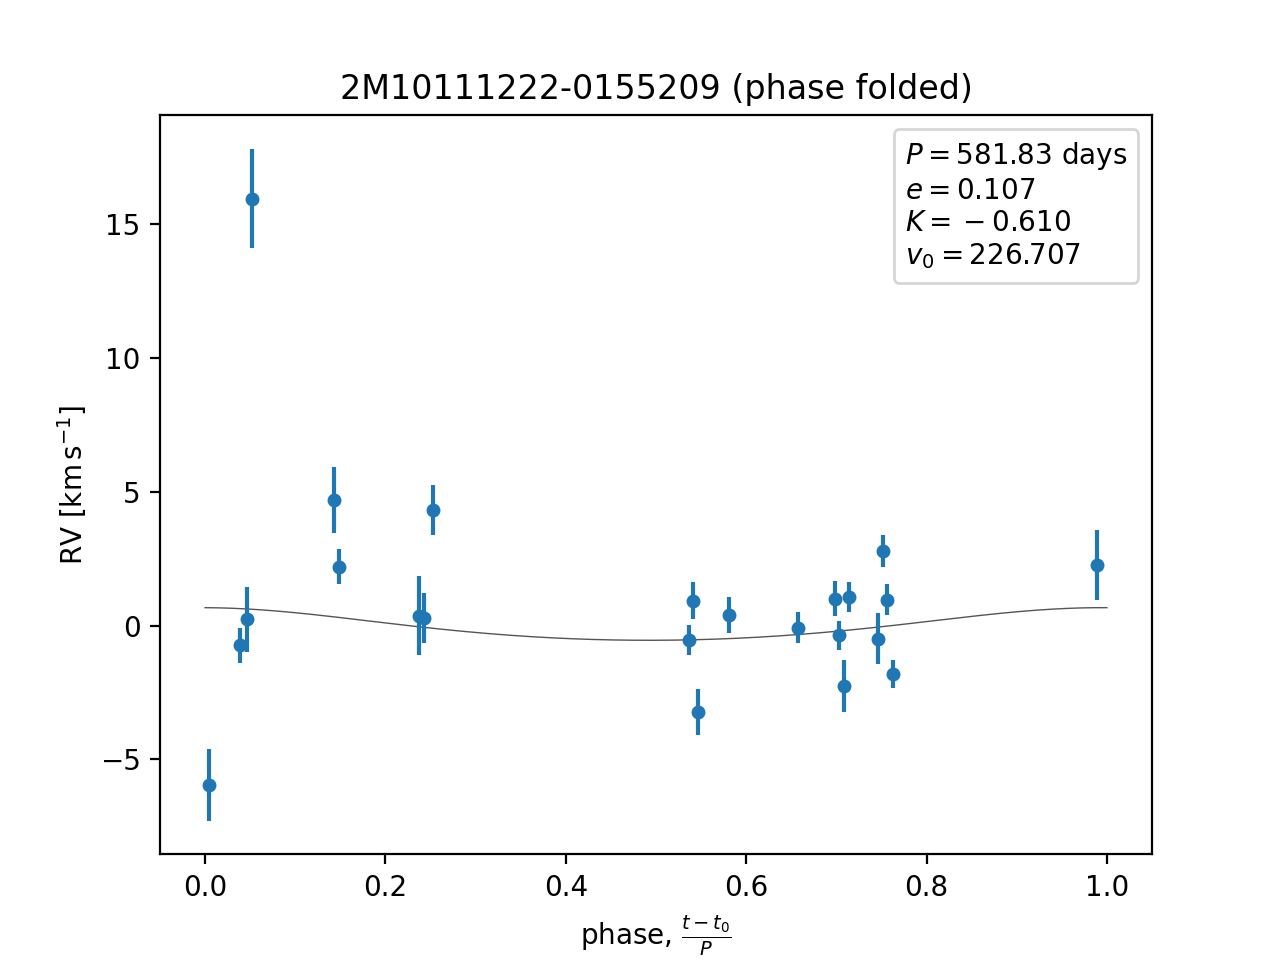 2M10111222-0155209 (phase folded)
P = 581.83 days
e = 0.107
K = −0.610
v₀ = 226.707
RV [km s⁻¹]
15
10
5
0
−5
0.0 0.2 0.4 0.6 0.8 1.0
phase, (t − t₀)/P